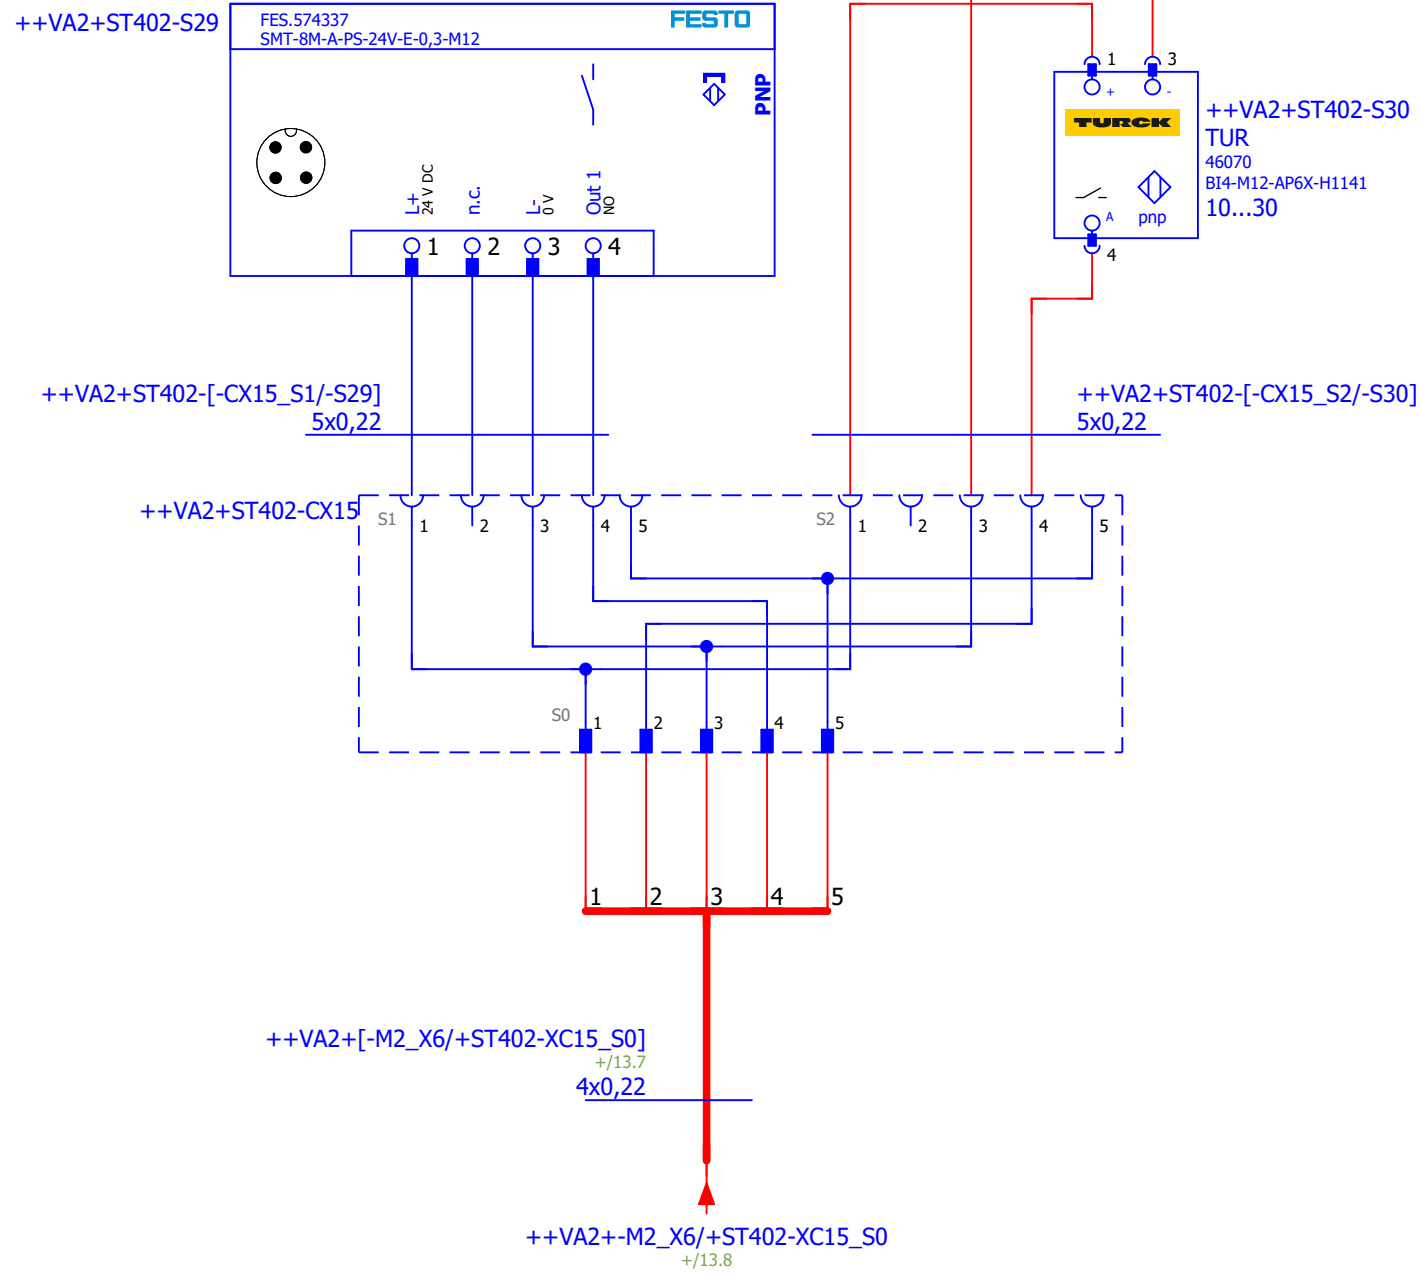 ++VA2+ST402-S29
FES.574337
SMT-8M-A-PS-24V-E-0,3-M12
FESTO
PNP
L+
24 V DC
n.c.
L-
0 V
Out 1
NO
1
2
3
4
1
3
+
-
TURCK
A
pnp
4
++VA2+ST402-S30
TUR
46070
BI4-M12-AP6X-H1141
10...30
++VA2+ST402-[-CX15_S1/-S29]
5x0,22
++VA2+ST402-[-CX15_S2/-S30]
5x0,22
++VA2+ST402-CX15
S1
1
2
3
4
5
S2
1
2
3
4
5
S0
1
2
3
4
5
1
2
3
4
5
++VA2+[-M2_X6/+ST402-XC15_S0]
+/13.7
4x0,22
++VA2+-M2_X6/+ST402-XC15_S0
+/13.8